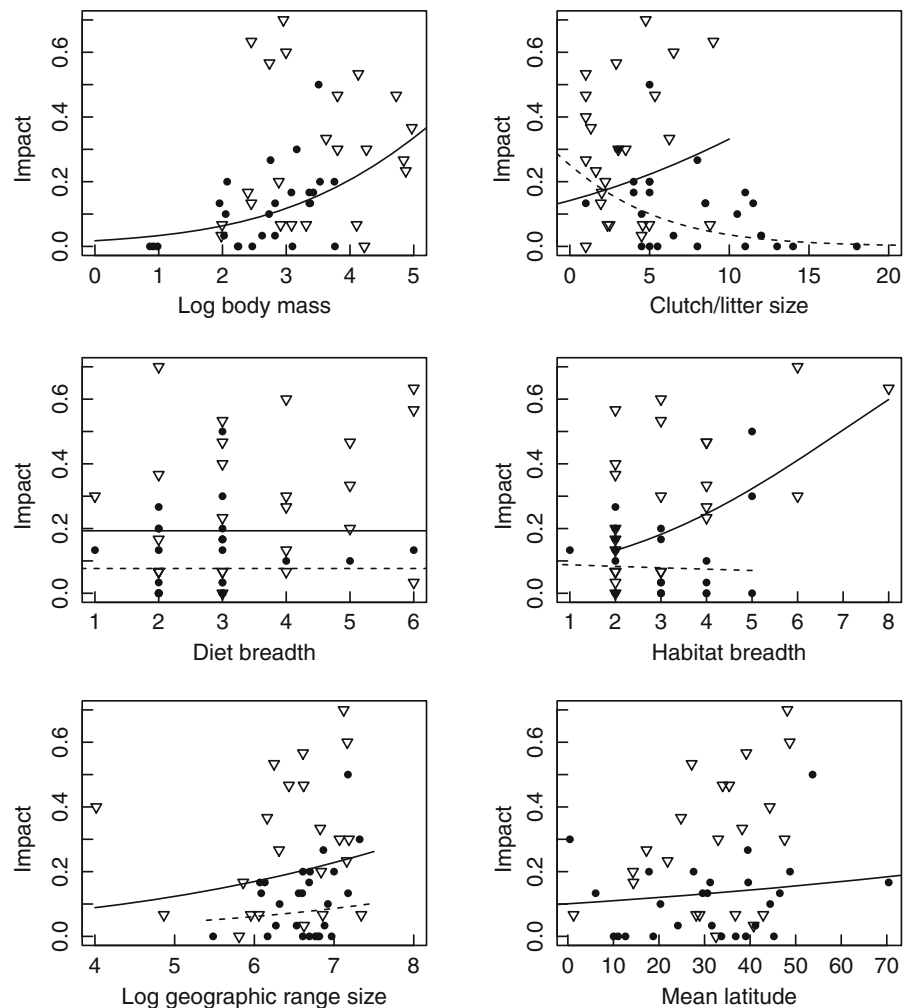 Impact
0.0 0.2 0.4 0.6
0 1 2 3 4 5
Log body mass
Impact
0.0 0.2 0.4 0.6
0 5 10 15 20
Clutch/litter size
Impact
0.0 0.2 0.4 0.6
1 2 3 4 5 6
Diet breadth
Impact
0.0 0.2 0.4 0.6
1 2 3 4 5 6 7 8
Habitat breadth
Impact
0.0 0.2 0.4 0.6
4 5 6 7 8
Log geographic range size
Impact
0.0 0.2 0.4 0.6
0 10 20 30 40 50 60 70
Mean latitude